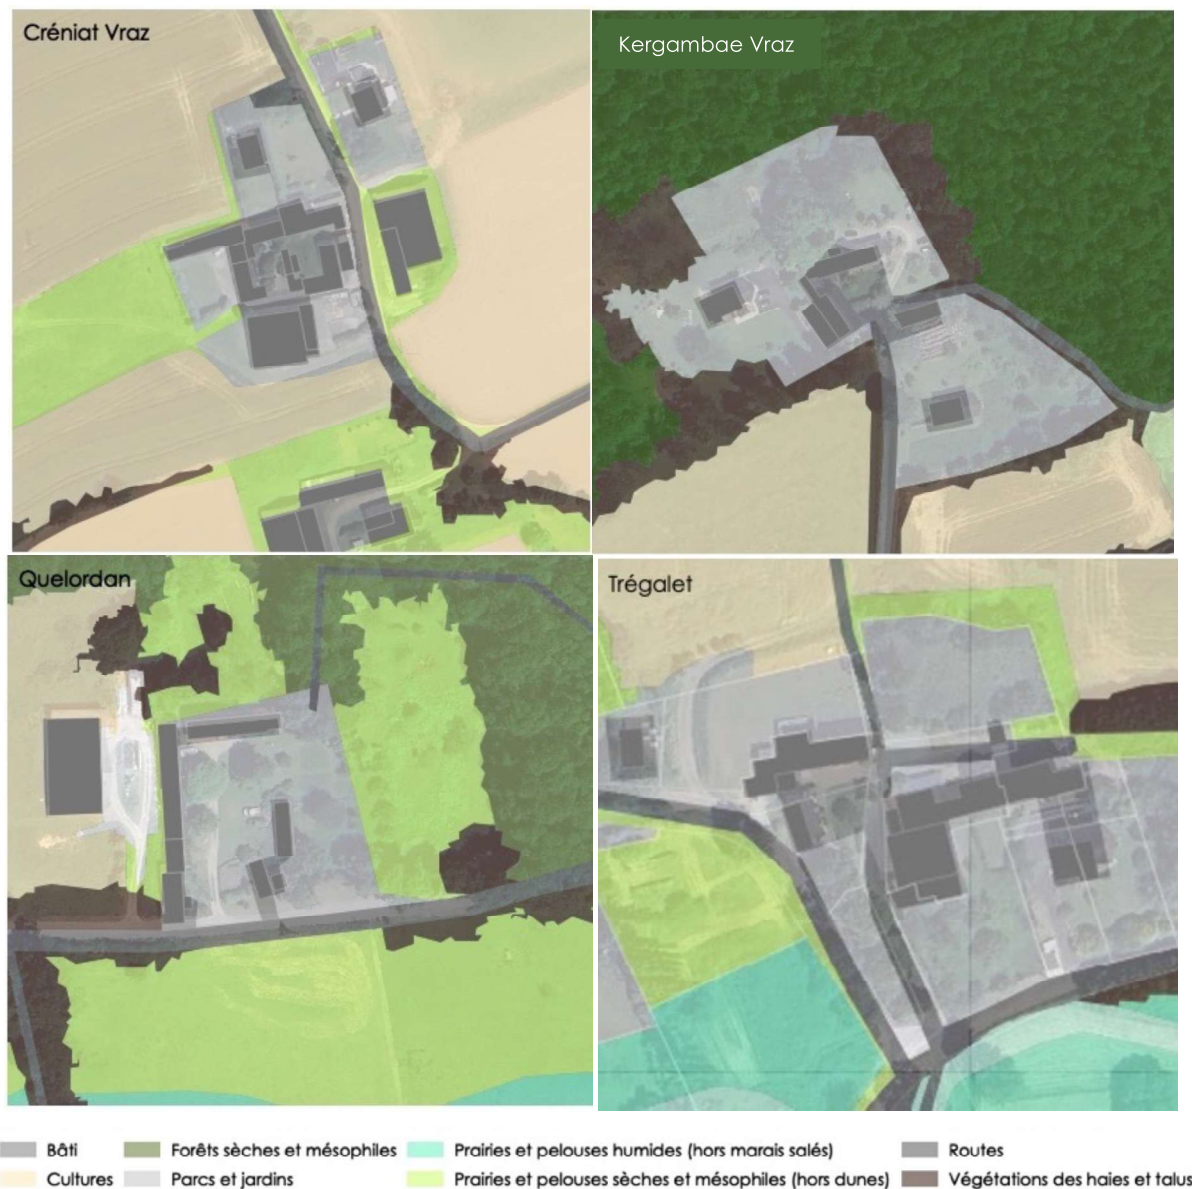 Créniat Vraz
Kergambae Vraz
Quelordan
Trégalet
Bâti
Forêts sèches et mésophiles
Prairies et pelouses humides (hors marais salés)
Routes
Cultures
Parcs et jardins
Prairies et pelouses sèches et mésophiles (hors dunes)
Végétations des haies et talus